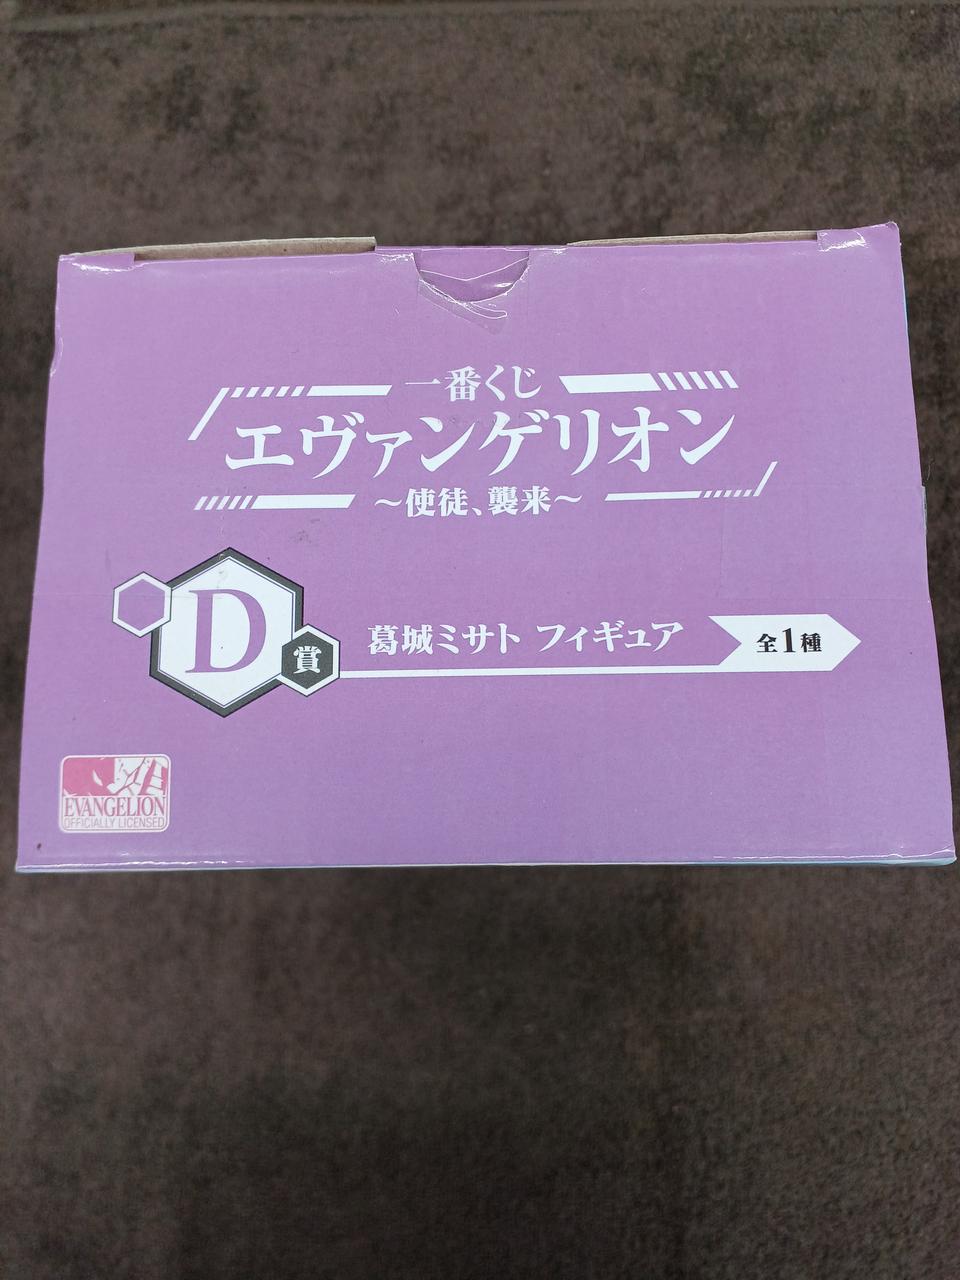 一番くじ
エヴァンゲリオン
～使徒、襲来～
D賞
葛城ミサト フィギュア
全1種
EVANGELION
OFFICIALLY LICENSED